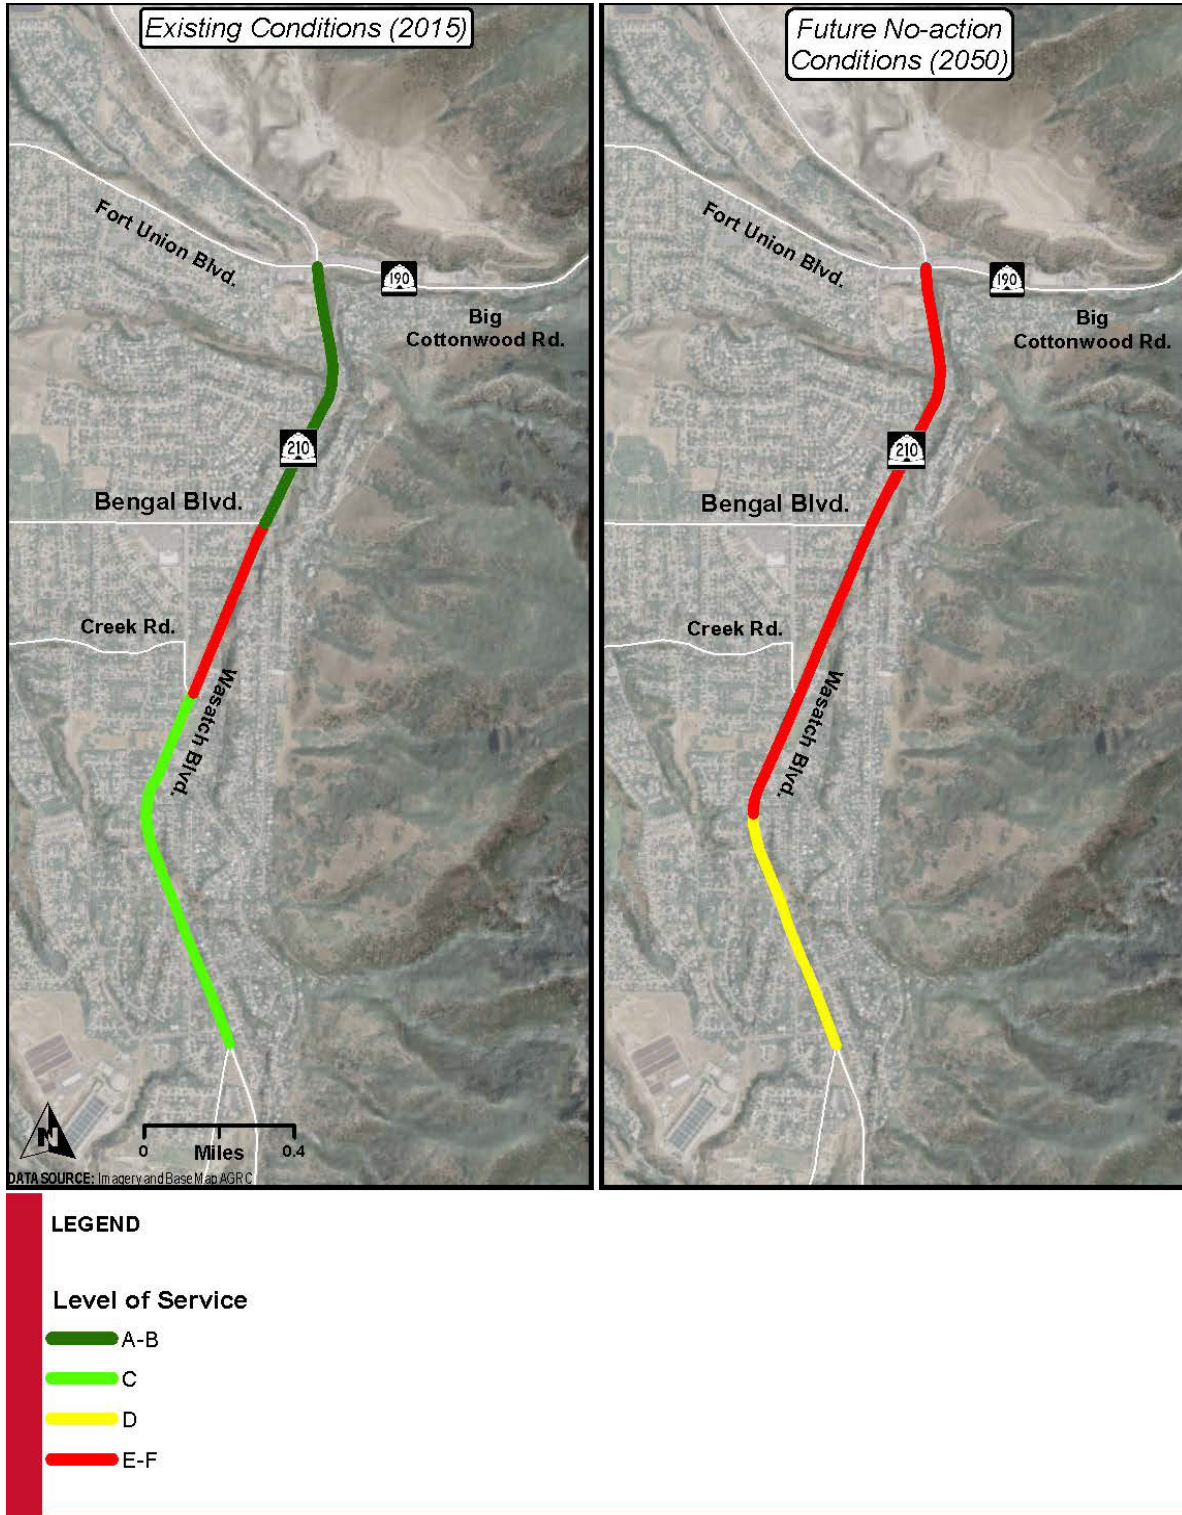 Existing Conditions (2015)
Fort Union Blvd.
190
Big
Cottonwood Rd.
210
Bengal Blvd.
Creek Rd.
Wasatch Blvd.
N
0 Miles 0.4
DATA SOURCE: Imagery and Base Map AGRC
Future No-action
Conditions (2050)
Fort Union Blvd.
190
Big
Cottonwood Rd.
210
Bengal Blvd.
Creek Rd.
Wasatch Blvd.
LEGEND
Level of Service
A-B
C
D
E-F